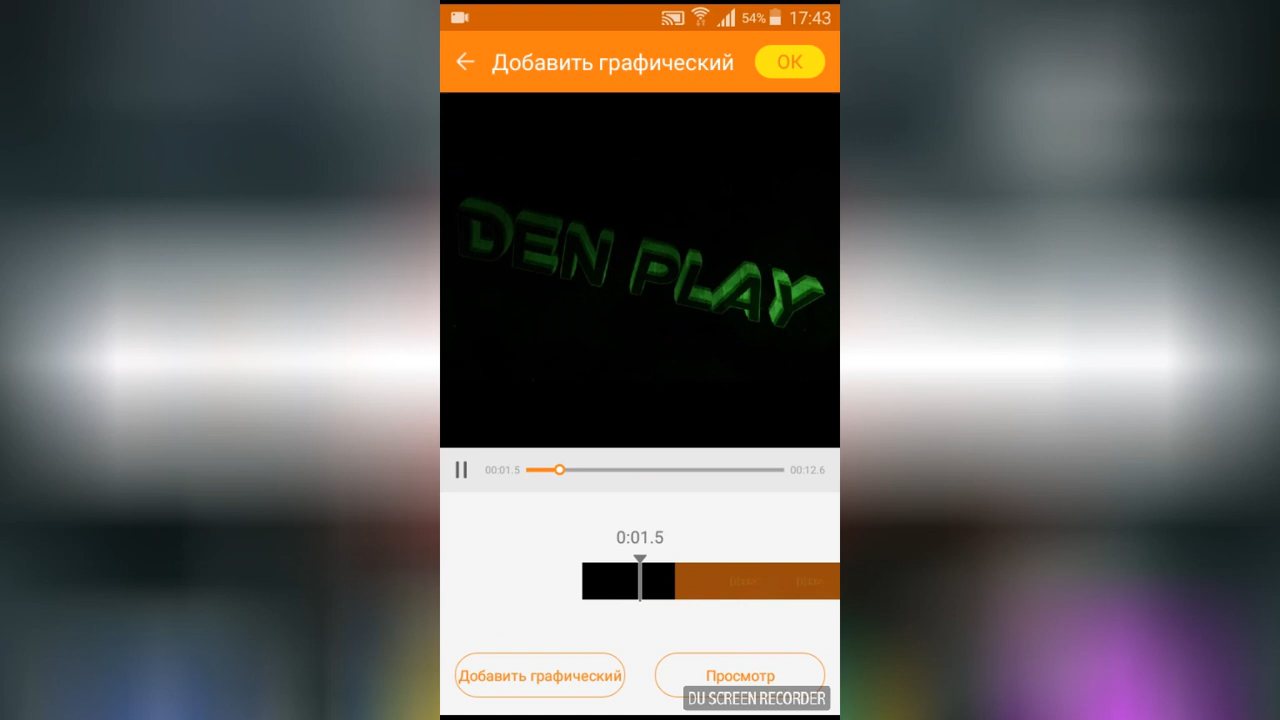 54% 17:43
Добавить графический OK
DEN PLAY
00:01.5 00:12.6
0:01.5
Добавить графический Просмотр
DU SCREEN RECORDER